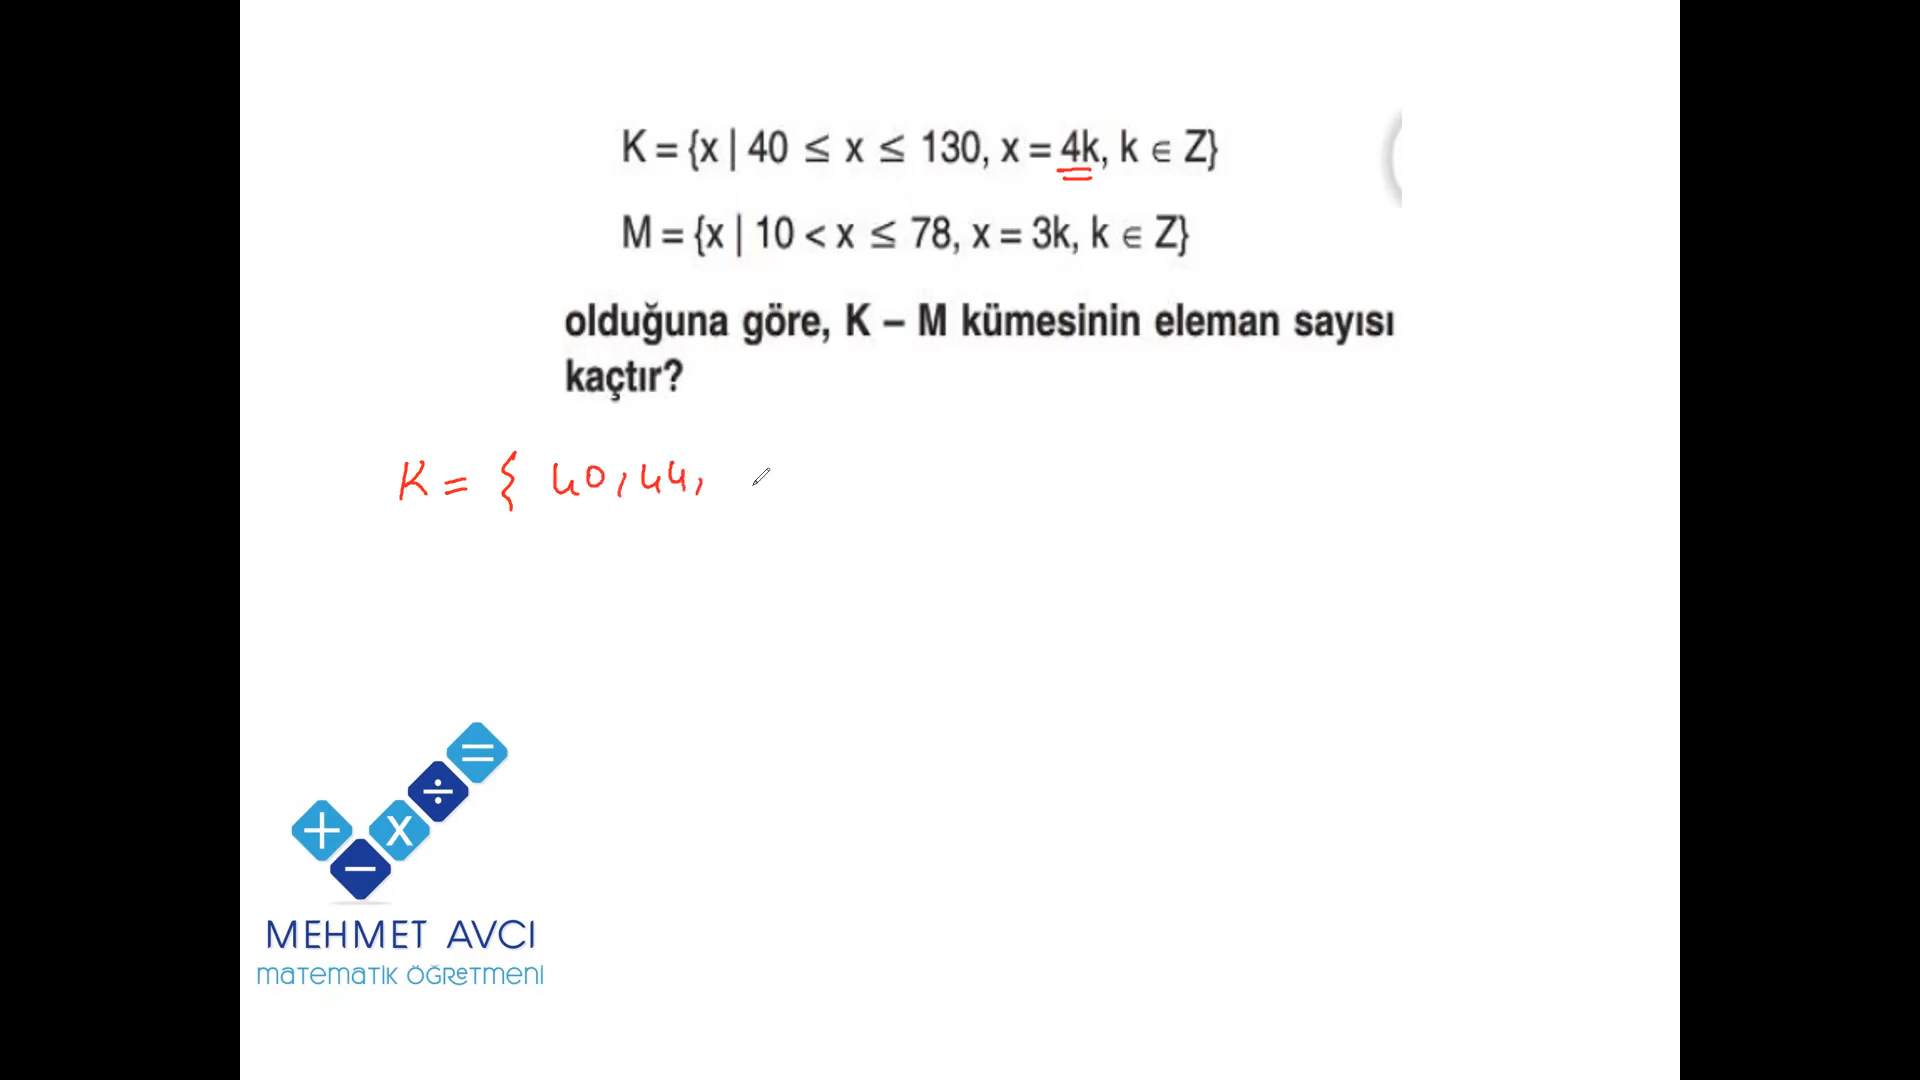 K = {x | 40 ≤ x ≤ 130, x = 4k, k ∈ Z}
M = {x | 10 < x ≤ 78, x = 3k, k ∈ Z}
olduğuna göre, K – M kümesinin eleman sayısı
kaçtır?
K = { 40, 44,
+ − x ÷ =
MEHMET AVCI
matematik ÖĞRetmeni